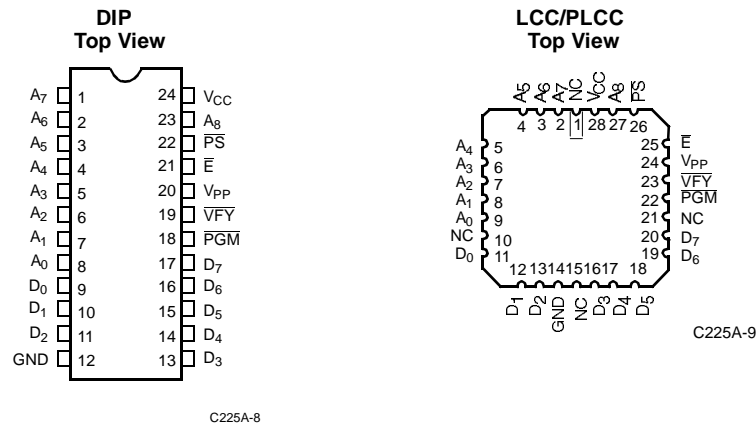 DIP
Top View
A7 1 24 VCC
A6 2 23 A8
A5 3 22 PS
A4 4 21 E
A3 5 20 VPP
A2 6 19 VFY
A1 7 18 PGM
A0 8 17 D7
D0 9 16 D6
D1 10 15 D5
D2 11 14 D4
GND 12 13 D3
C225A-8
LCC/PLCC
Top View
A5 A6 A7 NC VCC A8 PS
4 3 2 1 28 27 26
A4 5 25 E
A3 6 24 VPP
A2 7 23 VFY
A1 8 22 PGM
A0 9 21 NC
NC 10 20 D7
D0 11 19 D6
12 13 14 15 16 17 18
D1 D2 GND NC D3 D4 D5
C225A-9